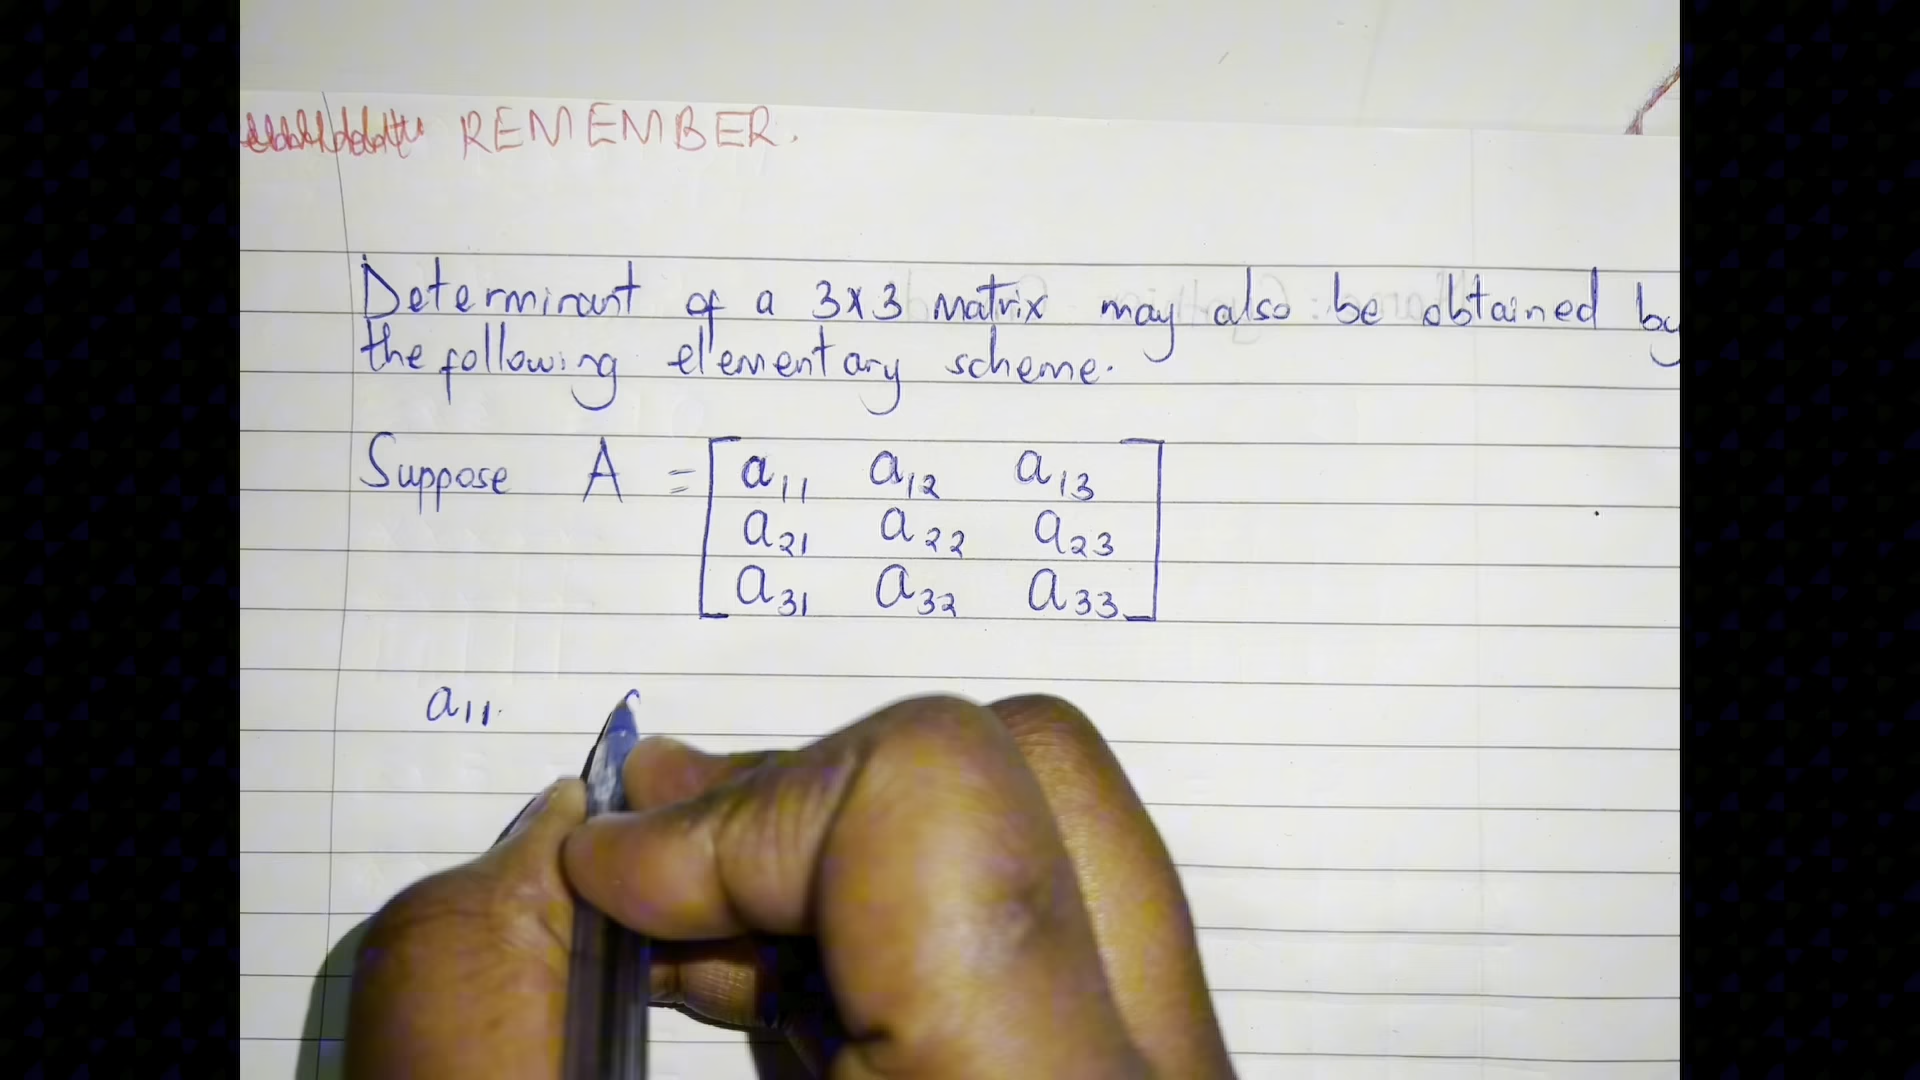 REMEMBER.
Determinant of a 3x3 matrix may also be obtained by
the following elementary scheme.
Suppose A = [a11 a12 a13
a21 a22 a23
a31 a32 a33]
a11.